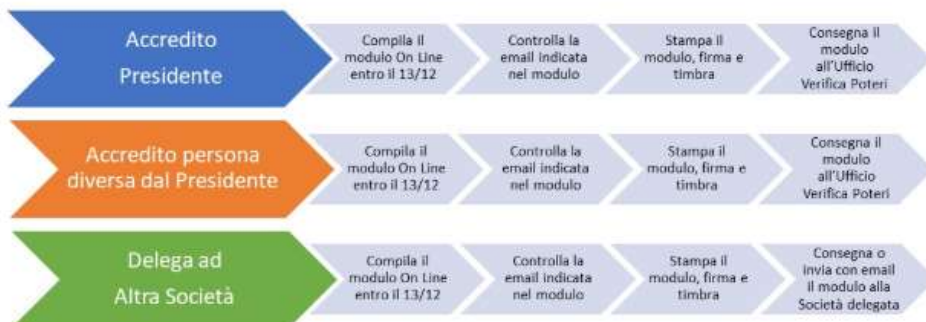 Accredito
Presidente
Compila il
modulo On Line
entro il 13/12
Controlla la
email indicata
nel modulo
Stampa il
modulo, firma e
timbra
Consegna il
modulo
all'Ufficio
Verifica Poteri
Accredito persona
diversa dal Presidente
Compila il
modulo On Line
entro il 13/12
Controlla la
email indicata
nel modulo
Stampa il
modulo, firma e
timbra
Consegna il
modulo
all'Ufficio
Verifica Poteri
Delega ad
Altra Società
Compila il
modulo On Line
entro il 13/12
Controlla la
email indicata
nel modulo
Stampa il
modulo, firma e
timbra
Consegna o
invia con email
il modulo alla
Società delegata